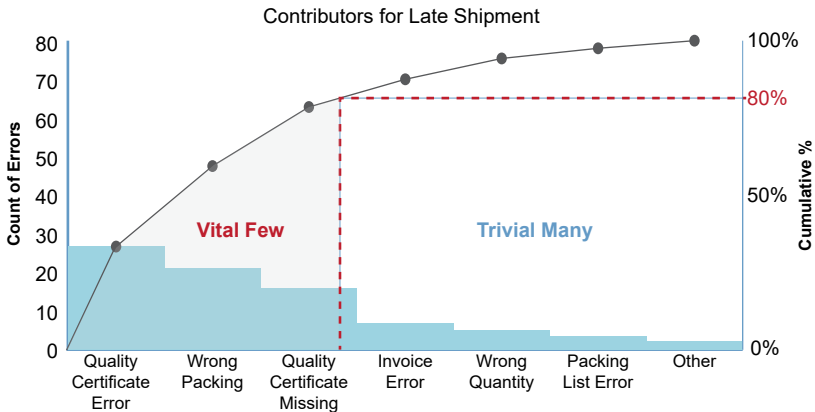 Contributors for Late Shipment
Count of Errors
80
70
60
50
40
30
20
10
0
Vital Few
Trivial Many
100%
80%
50%
0%
Cumulative %
Quality
Certificate
Error
Wrong
Packing
Quality
Certificate
Missing
Invoice
Error
Wrong
Quantity
Packing
List Error
Other